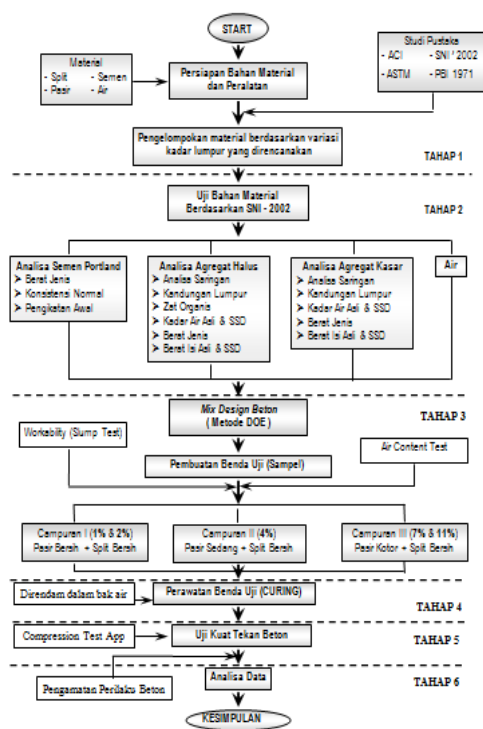 START
Material
- Split - Semen
- Pasir - Air
Studi Pustaka
- ACI - SNI ' 2002
- ASTM - PBI 1971
Persiapan Bahan Material
dan Peralatan
Pengelompokan material berdasarkan variasi
kadar lumpur yang direncanakan
TAHAP 1
Uji Bahan Material
Berdasarkan SNI - 2002
TAHAP 2
Analisa Semen Portland
➤ Berat Jenis
➤ Konsistensi Normal
➤ Pengikatan Awal
Analisa Agregat Halus
➤ Analisa Saringan
➤ Kandungan Lumpur
➤ Zat Organis
➤ Kadar Air Asli & SSD
➤ Berat Jenis
➤ Berat Isi Asli & SSD
Analisa Agregat Kasar
➤ Analisa Saringan
➤ Kandungan Lumpur
➤ Kadar Air Asli & SSD
➤ Berat Jenis
➤ Berat Isi Asli & SSD
Air
Mix Design Beton
( Metode DOE )
TAHAP 3
Workability (Slump Test)
Air Content Test
Pembuatan Benda Uji (Sampel)
Campuran I (1% & 2%)
Pasir Bersih + Split Bersih
Campuran II (4%)
Pasir Sedang + Split Bersih
Campuran III (7% & 11%)
Pasir Kotor + Split Bersih
Direndam dalam bak air
Perawatan Benda Uji (CURING)
TAHAP 4
Compression Test App
Uji Kuat Tekan Beton
TAHAP 5
Pengamatan Perilaku Beton
Analisa Data
TAHAP 6
KESIMPULAN